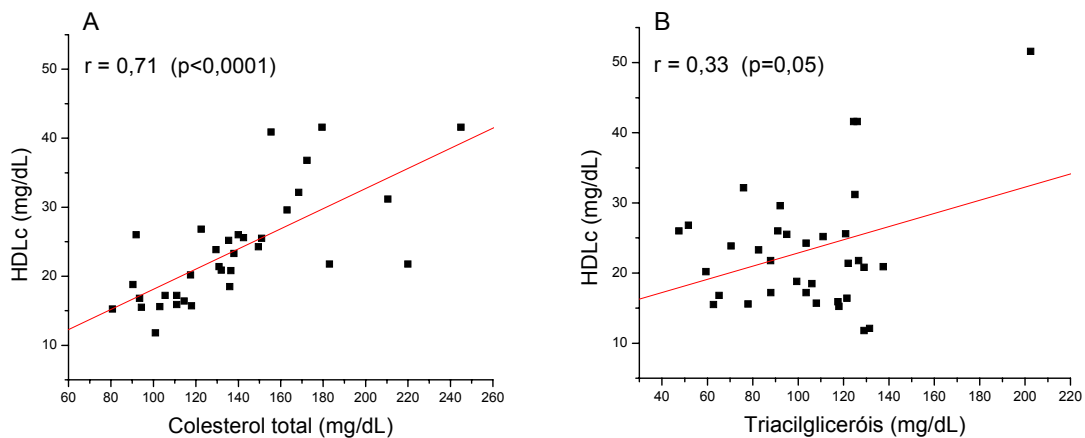 A
r = 0,71 (p<0,0001)
50
40
30
20
10
HDLc (mg/dL)
60 80 100 120 140 160 180 200 220 240 260
Colesterol total (mg/dL)
B
r = 0,33 (p=0,05)
50
40
30
20
10
HDLc (mg/dL)
40 60 80 100 120 140 160 180 200 220
Triacilgliceróis (mg/dL)